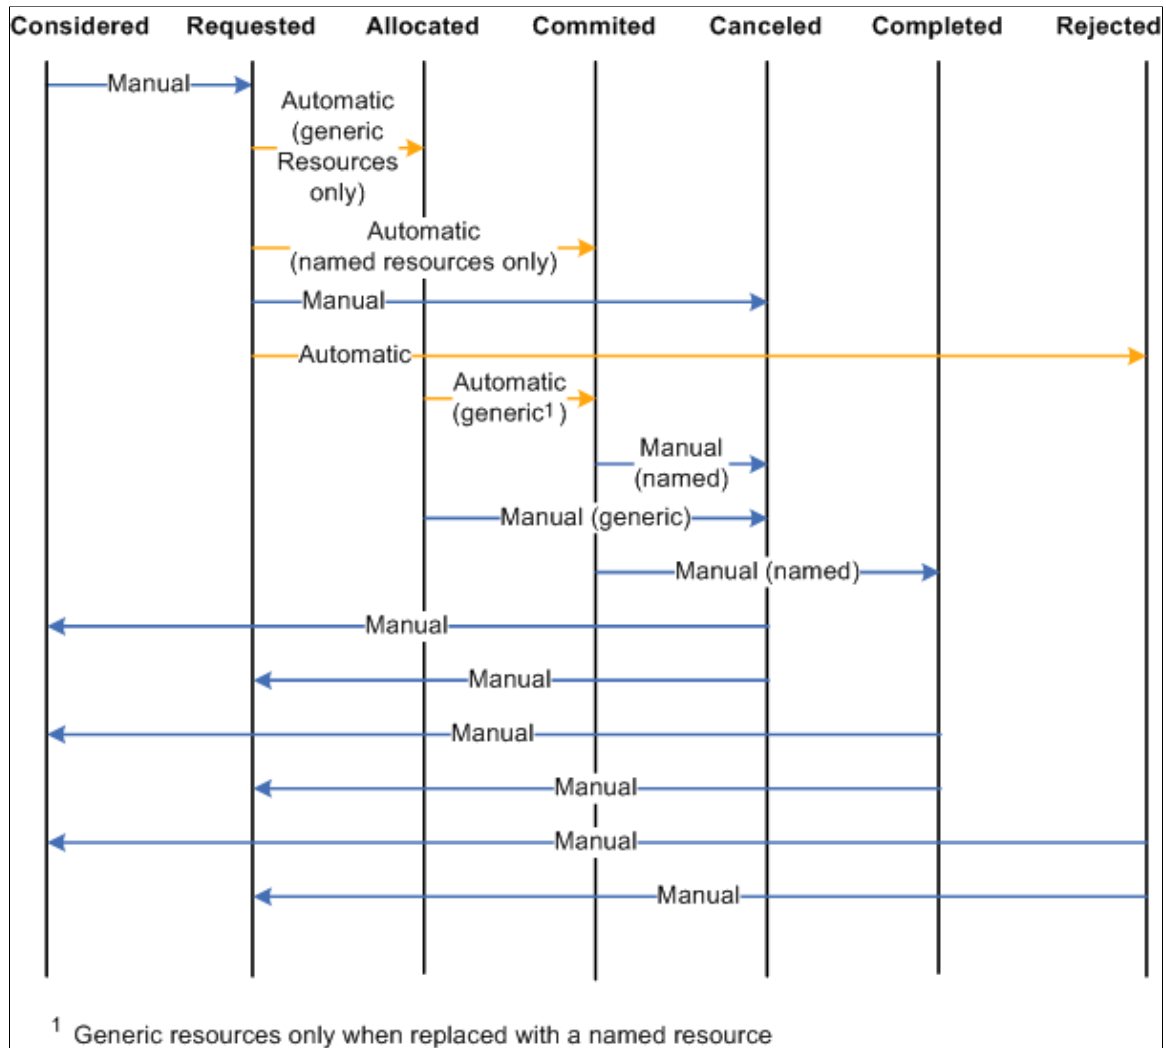 Considered Requested Allocated Commited Canceled Completed Rejected
Manual
Automatic
(generic
Resources
only)
Automatic
(named resources only)
Manual
Automatic
Automatic
(generic¹)
Manual
(named)
Manual (generic)
Manual (named)
Manual
Manual
Manual
Manual
Manual
Manual
¹ Generic resources only when replaced with a named resource